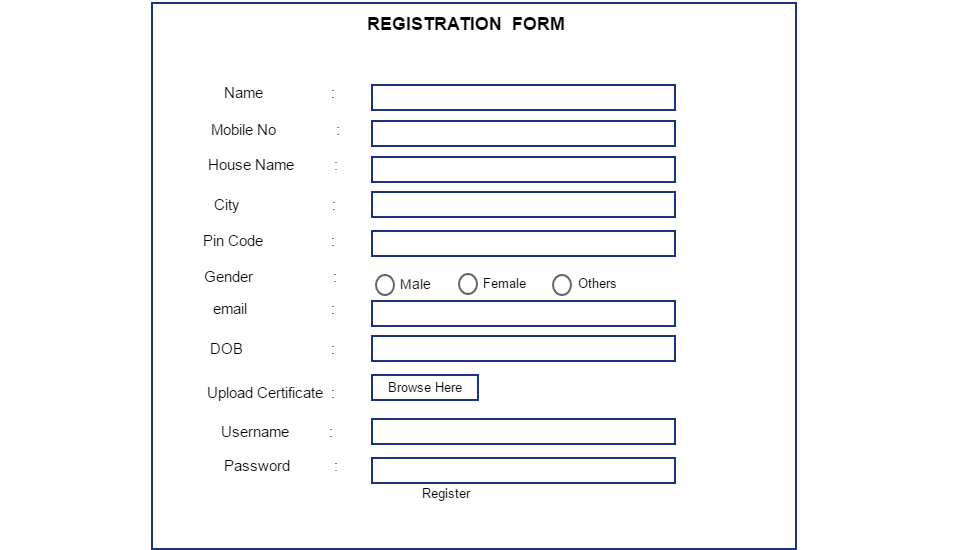 REGISTRATION FORM
Name :
Mobile No :
House Name :
City :
Pin Code :
Gender : Male Female Others
email :
DOB :
Upload Certificate : Browse Here
Username :
Password :
Register